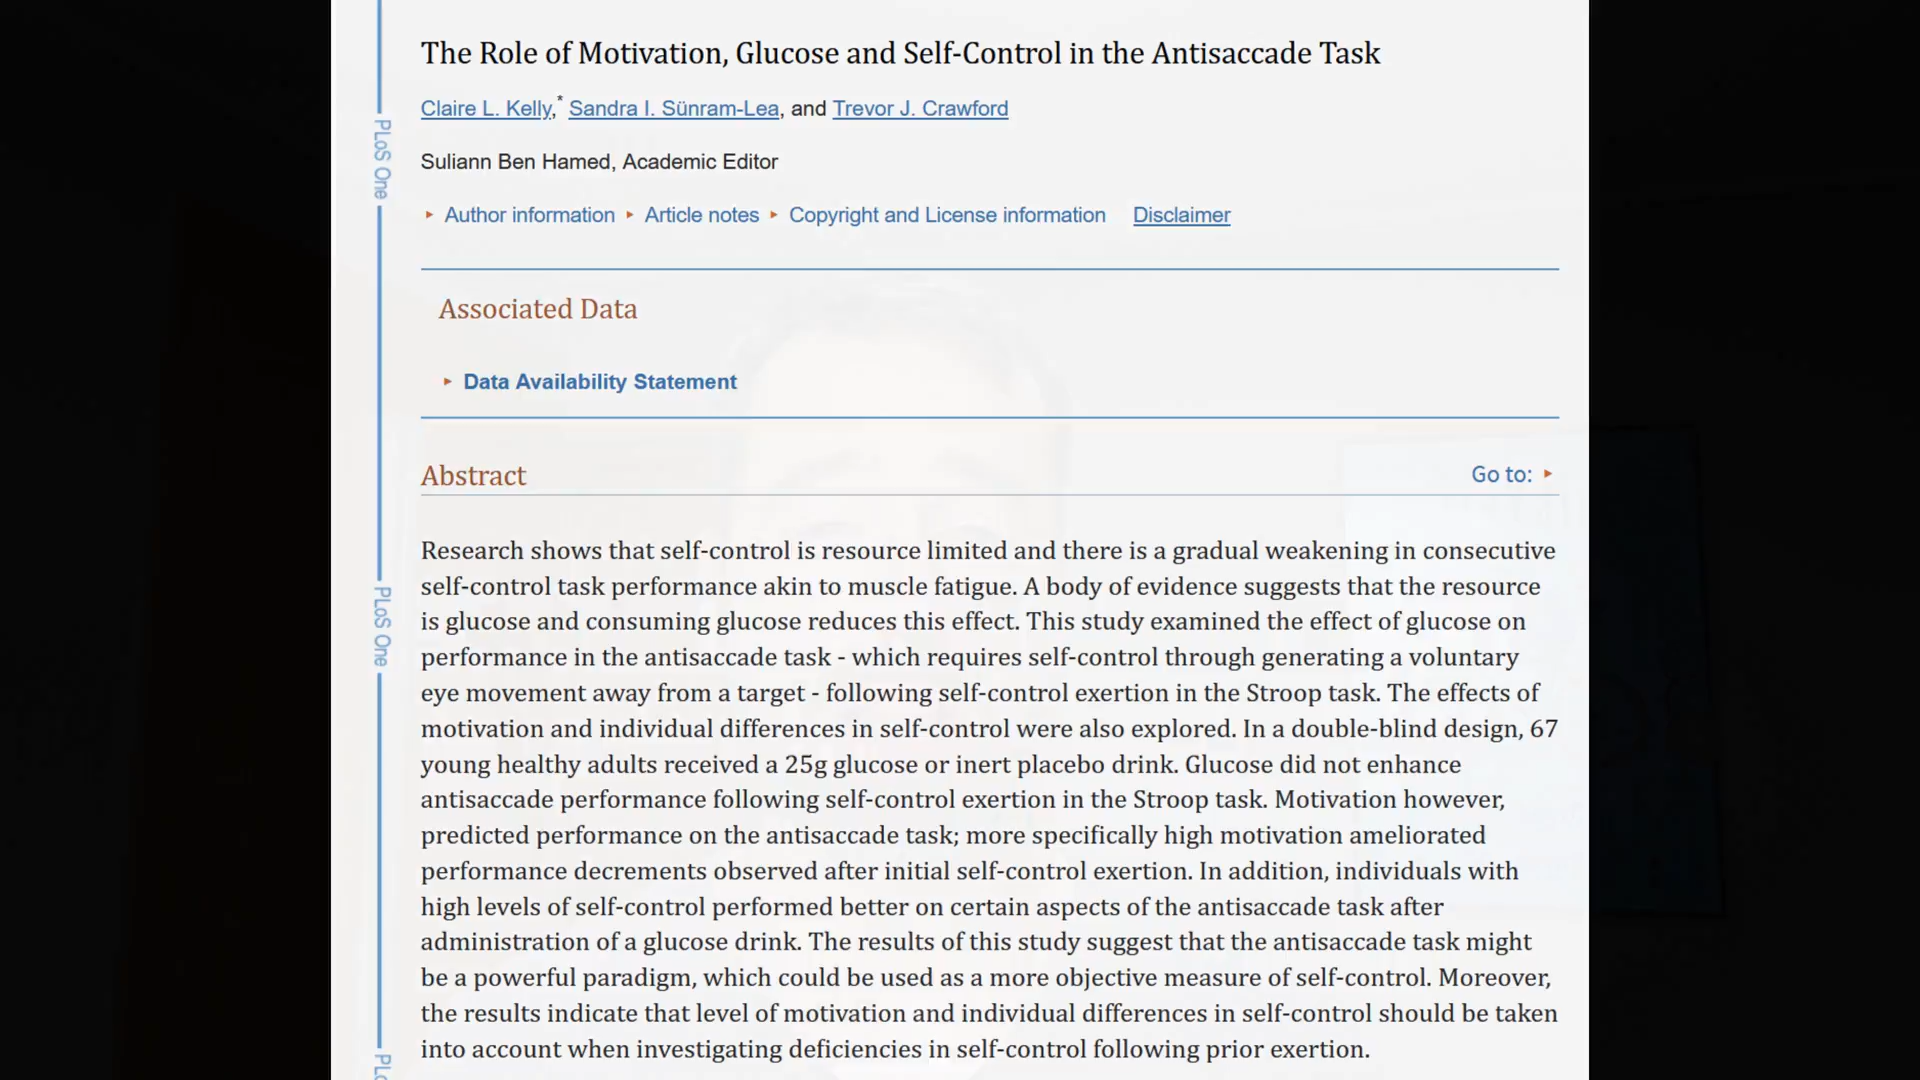 The Role of Motivation, Glucose and Self-Control in the Antisaccade Task
Claire L. Kelly,* Sandra I. Sünram-Lea, and Trevor J. Crawford
Suliann Ben Hamed, Academic Editor
Author information Article notes Copyright and License information Disclaimer
PLoS One
Associated Data
Data Availability Statement
Abstract
Go to:
Research shows that self-control is resource limited and there is a gradual weakening in consecutive
self-control task performance akin to muscle fatigue. A body of evidence suggests that the resource
is glucose and consuming glucose reduces this effect. This study examined the effect of glucose on
performance in the antisaccade task - which requires self-control through generating a voluntary
eye movement away from a target - following self-control exertion in the Stroop task. The effects of
motivation and individual differences in self-control were also explored. In a double-blind design, 67
young healthy adults received a 25g glucose or inert placebo drink. Glucose did not enhance
antisaccade performance following self-control exertion in the Stroop task. Motivation however,
predicted performance on the antisaccade task; more specifically high motivation ameliorated
performance decrements observed after initial self-control exertion. In addition, individuals with
high levels of self-control performed better on certain aspects of the antisaccade task after
administration of a glucose drink. The results of this study suggest that the antisaccade task might
be a powerful paradigm, which could be used as a more objective measure of self-control. Moreover,
the results indicate that level of motivation and individual differences in self-control should be taken
into account when investigating deficiencies in self-control following prior exertion.
PLoS One
PLo